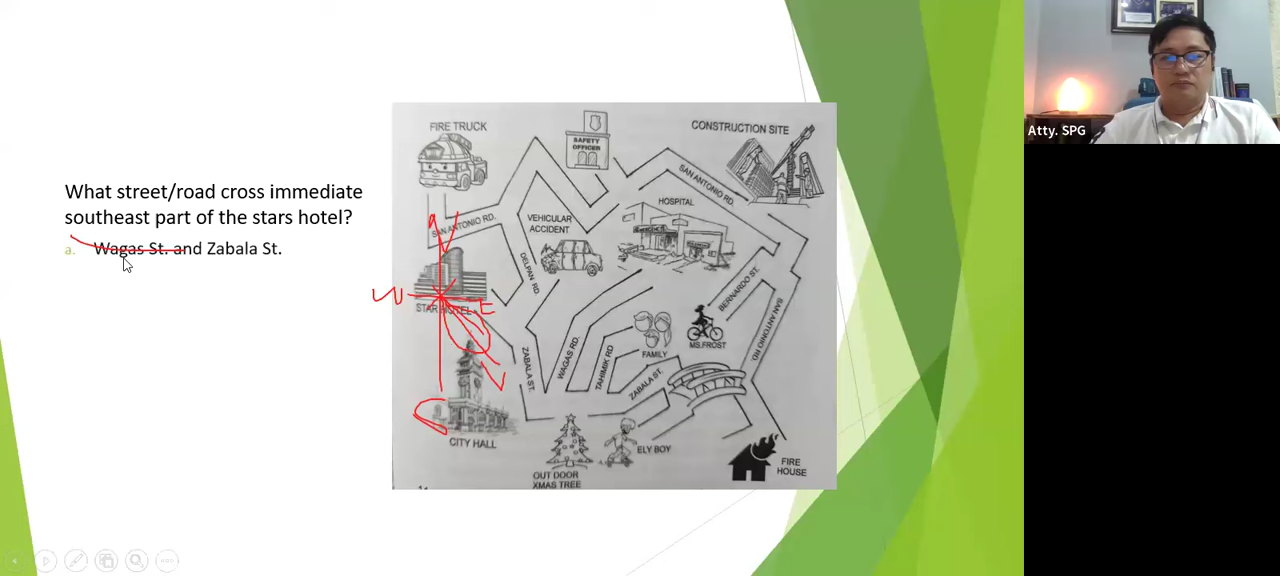 What street/road cross immediate
southeast part of the stars hotel?
a. Wagas St. and Zabala St.
FIRE TRUCK
SAFETY
OFFICER
CONSTRUCTION SITE
SAN ANTONIO RD.
SAN ANTONIO RD.
VEHICULAR
ACCIDENT
HOSPITAL
EMERGENCY
DELPAN RD
BERNARDO ST.
STAR HOTEL
W
E
SAN ANTONIO RD.
ZABALA ST.
WAGAS RD.
TAHIMIK RD
FAMILY
MS.FROST
ZABALA ST.
CITY HALL
OUT DOOR
XMAS TREE
ELY BOY
FIRE
HOUSE
Atty. SPG